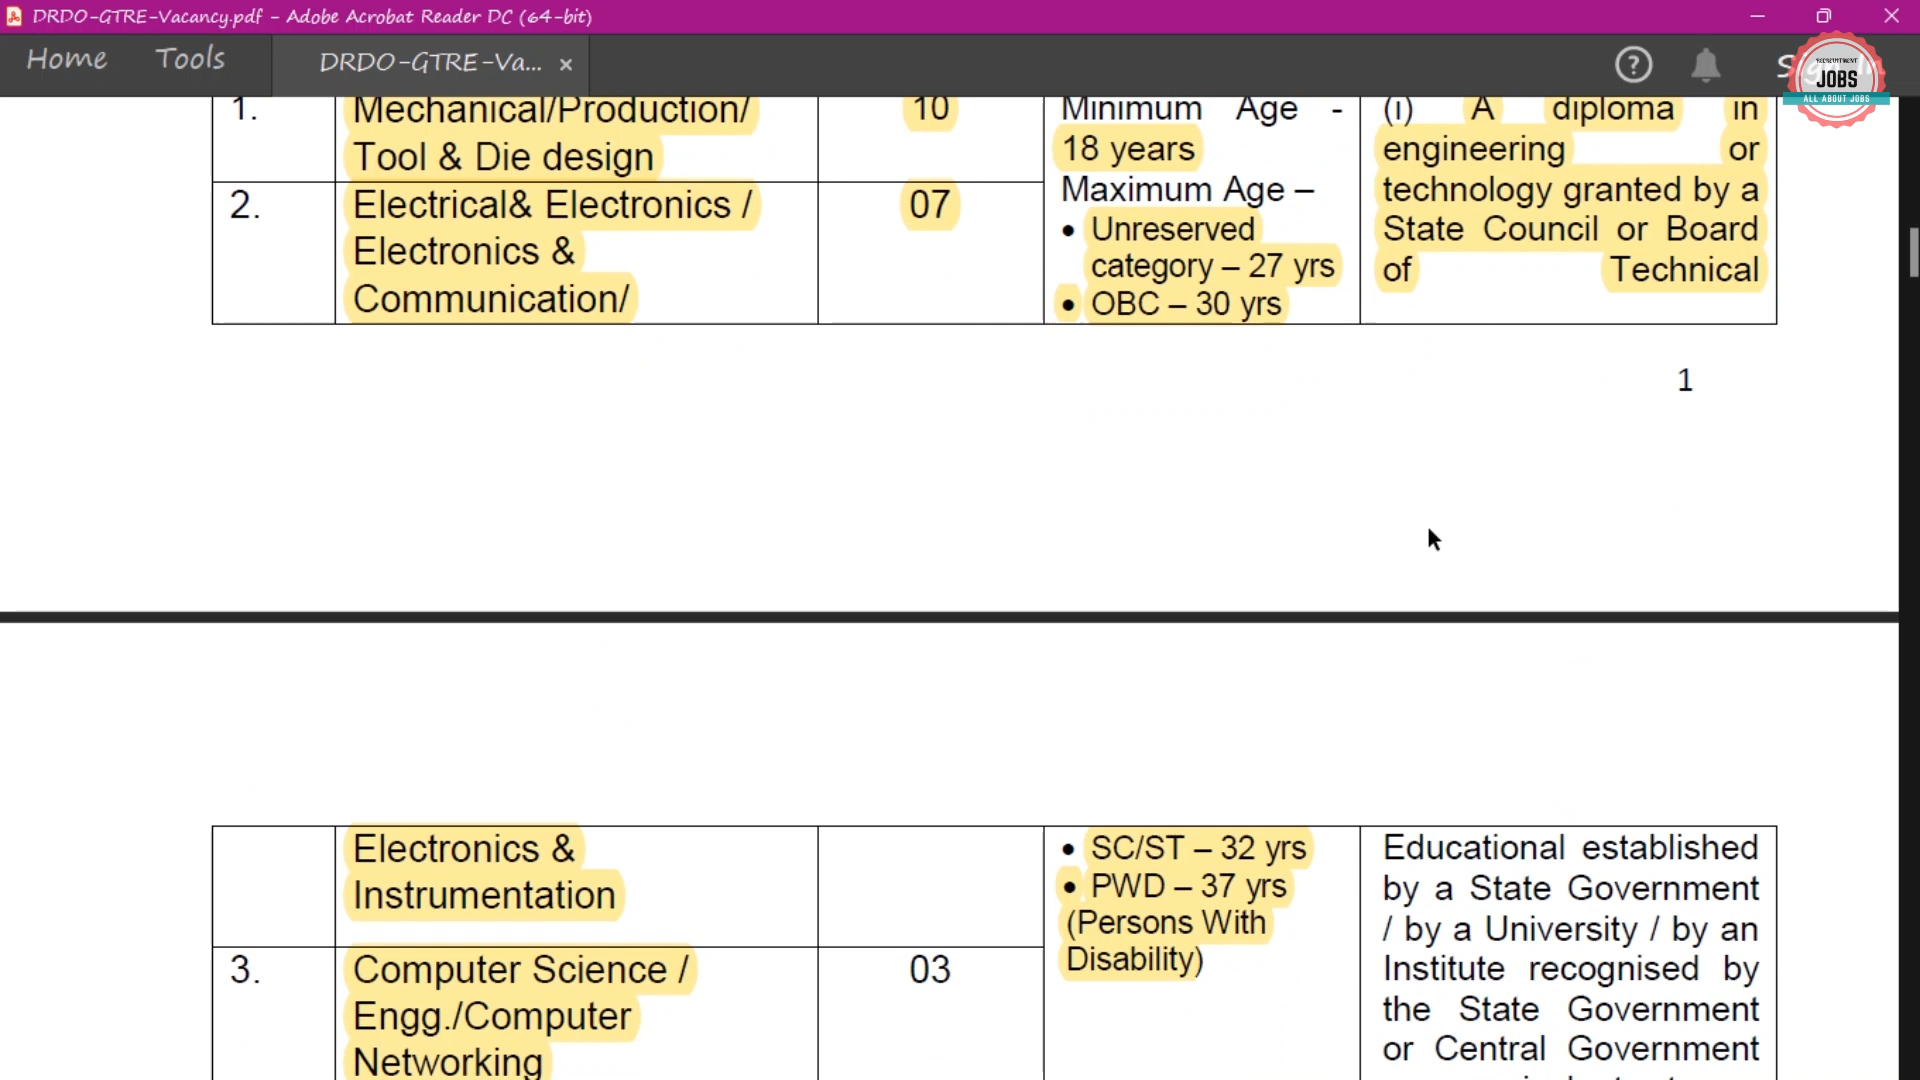 DRDO-GTRE-Vacancy.pdf - Adobe Acrobat Reader DC (64-bit)
Home Tools DRDO-GTRE-Va... ×
RECRUITMENT
JOBS
ALL ABOUT JOBS
1.
Mechanical/Production/
Tool & Die design
10
Minimum Age -
18 years
Maximum Age –
• Unreserved
category – 27 yrs
• OBC – 30 yrs
(i) A diploma in
engineering or
technology granted by a
State Council or Board
of Technical
2.
Electrical& Electronics /
Electronics &
Communication/
07
1
Electronics &
Instrumentation
• SC/ST – 32 yrs
• PWD – 37 yrs
(Persons With
Disability)
Educational established
by a State Government
/ by a University / by an
Institute recognised by
the State Government
or Central Government
3.
Computer Science /
Engg./Computer
Networking
03